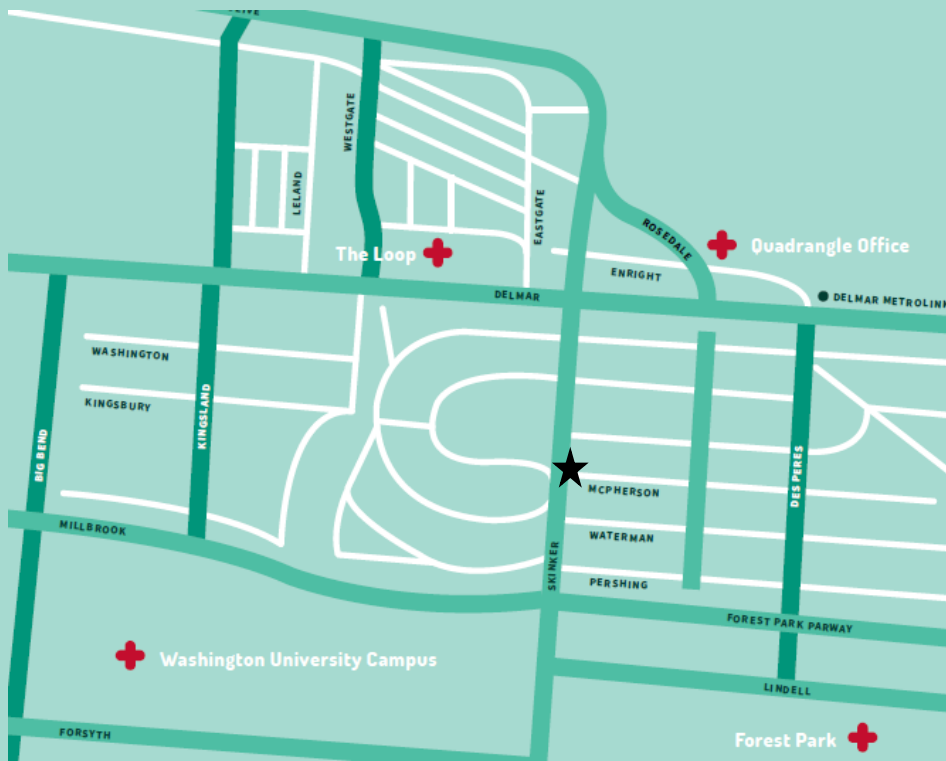 WESTGATE
LELAND
EASTGATE
ROSEDALE
The Loop
Quadrangle Office
ENRIGHT
DELMAR
DELMAR METROLINK
WASHINGTON
KINGSBURY
KINGSLAND
BIG BEND
DES PERES
MCPHERSON
MILLBROOK
WATERMAN
SKINKER
PERSHING
FOREST PARK PARKWAY
Washington University Campus
LINDELL
FORSYTH
Forest Park